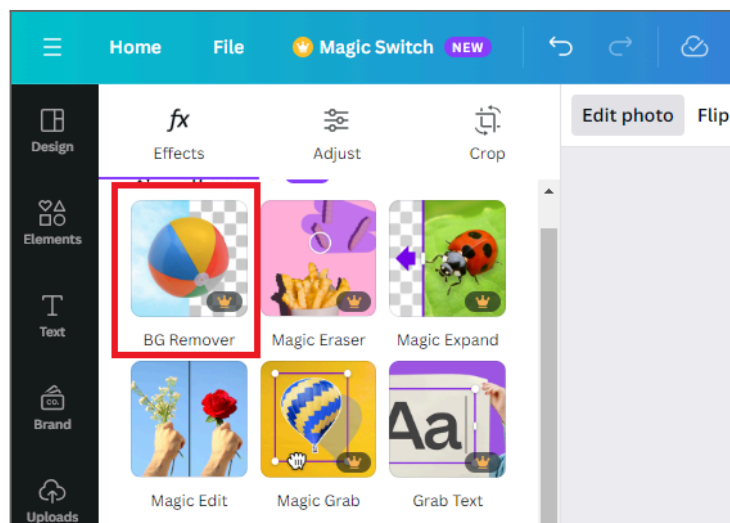 Home File Magic Switch NEW
Design
Effects Adjust Crop
Edit photo Flip
Elements
BG Remover Magic Eraser Magic Expand
Text
Aa
CO.
Brand
Magic Edit Magic Grab Grab Text
Uploads